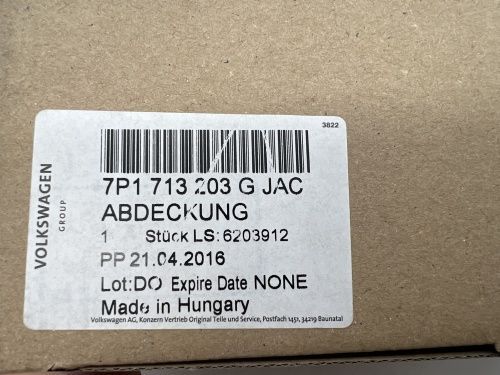 3822
VOLKSWAGEN
GROUP
7P1 713 203 G JAC
ABDECKUNG
1 Stück LS: 6203912
PP 21.04.2016
Lot:DO Expire Date NONE
Made in Hungary
Volkswagen AG, Konzern Vertrieb Original Teile und Service, Postfach 1451, 34219 Baunatal